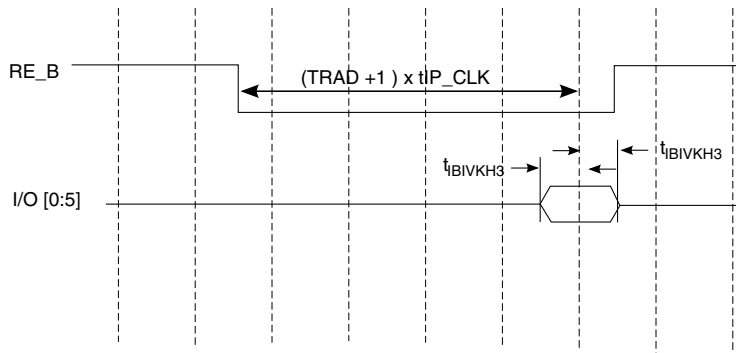 RE_B
(TRAD +1 ) x tIP_CLK
tIBIVKH3
tIBIVKH3
I/O [0:5]